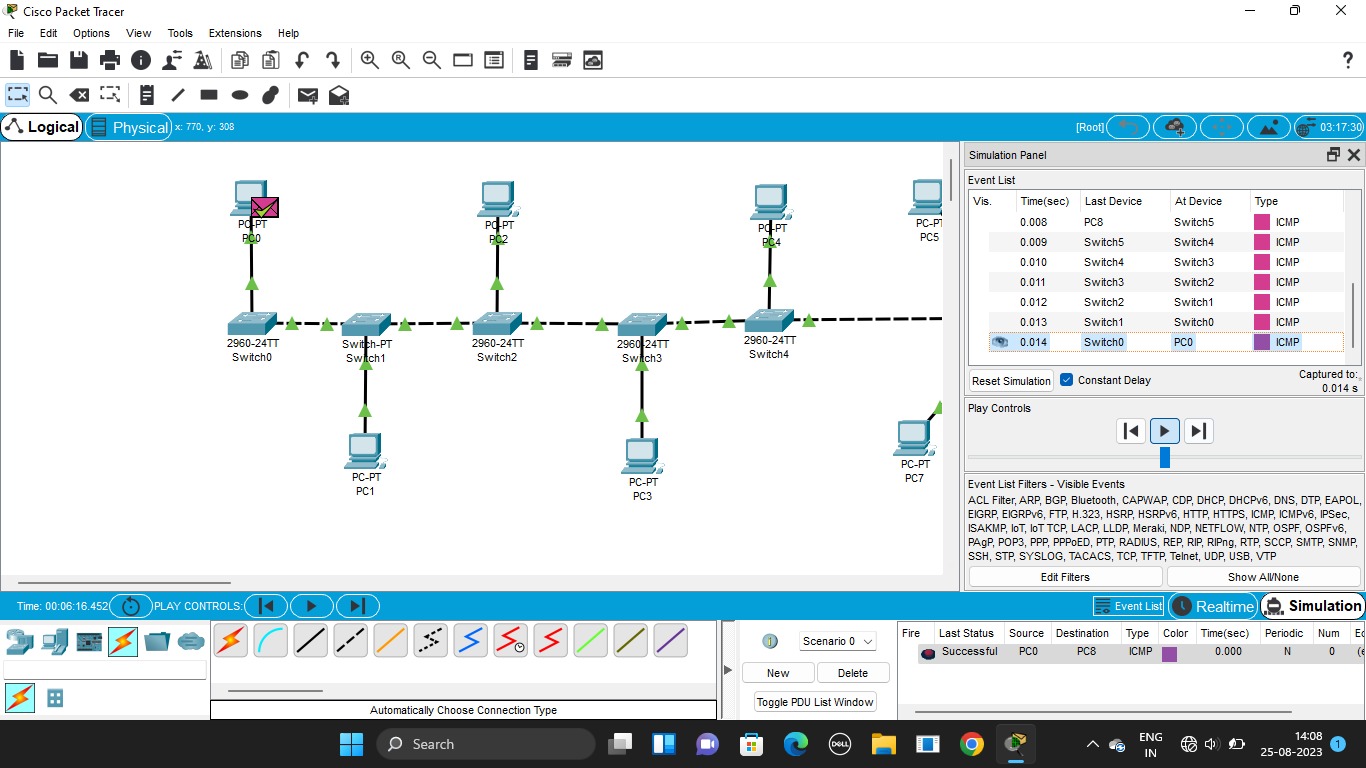 Cisco Packet Tracer
File Edit Options View Tools Extensions Help
Logical Physical x: 770, y: 308 [Root] 03:17:30
Simulation Panel
Event List
Vis. Time(sec) Last Device At Device Type
0.008 PC8 Switch5 ICMP
0.009 Switch5 Switch4 ICMP
0.010 Switch4 Switch3 ICMP
0.011 Switch3 Switch2 ICMP
0.012 Switch2 Switch1 ICMP
0.013 Switch1 Switch0 ICMP
0.014 Switch0 PC0 ICMP
Reset Simulation Constant Delay Captured to:
0.014 s
Play Controls
Event List Filters - Visible Events
ACL Filter, ARP, BGP, Bluetooth, CAPWAP, CDP, DHCP, DHCPv6, DNS, DTP, EAPOL,
EIGRP, EIGRPv6, FTP, H.323, HSRP, HSRPv6, HTTP, HTTPS, ICMP, ICMPv6, IPSec,
ISAKMP, IoT, IoT TCP, LACP, LLDP, Meraki, NDP, NETFLOW, NTP, OSPF, OSPFv6,
PAgP, POP3, PPP, PPPoED, PTP, RADIUS, REP, RIP, RIPng, RTP, SCCP, SMTP, SNMP,
SSH, STP, SYSLOG, TACACS, TCP, TFTP, Telnet, UDP, USB, VTP
Edit Filters Show All/None
PC-PT
PC0
PC-PT
PC2
PC-PT
PC4
PC-PT
PC5
2960-24TT
Switch0
Switch-PT
Switch1
2960-24TT
Switch2
2960-24TT
Switch3
2960-24TT
Switch4
PC-PT
PC1
PC-PT
PC3
PC-PT
PC7
Time: 00:06:16.452 PLAY CONTROLS: Event List Realtime Simulation
Automatically Choose Connection Type
Scenario 0
New Delete
Toggle PDU List Window
Fire Last Status Source Destination Type Color Time(sec) Periodic Num Ec
Successful PC0 PC8 ICMP 0.000 N 0 (e
Search
DELL
ENG
IN
14:08
25-08-2023
1